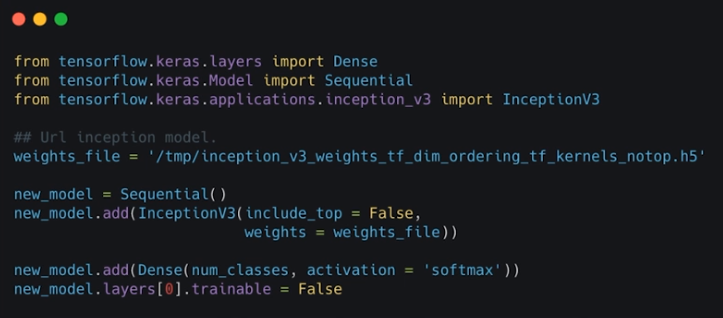 from tensorflow.keras.layers import Dense
from tensorflow.keras.Model import Sequential
from tensorflow.keras.applications.inception_v3 import InceptionV3
## Url inception model.
weights_file = '/tmp/inception_v3_weights_tf_dim_ordering_tf_kernels_notop.h5'
new_model = Sequential()
new_model.add(InceptionV3(include_top = False,
weights = weights_file))
new_model.add(Dense(num_classes, activation = 'softmax'))
new_model.layers[0].trainable = False